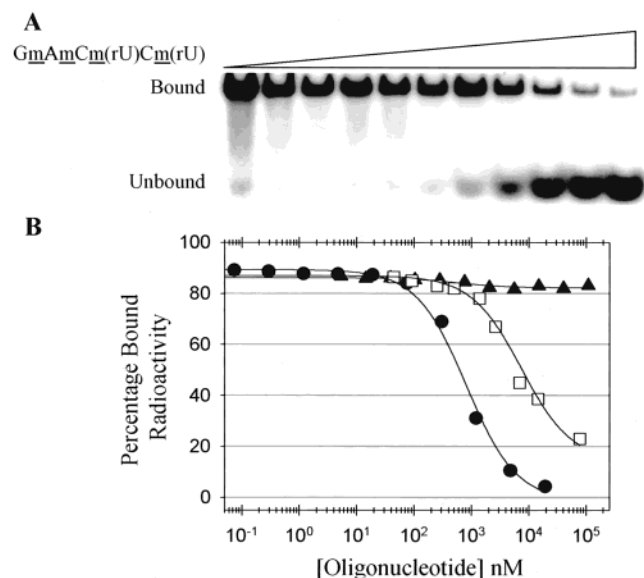 A
GmAmCm(rU)Cm(rU)
Bound
Unbound
B
100
80
60
40
20
0
Percentage Bound
Radioactivity
10⁻¹ 10⁰ 10¹ 10² 10³ 10⁴ 10⁵
[Oligonucleotide] nM